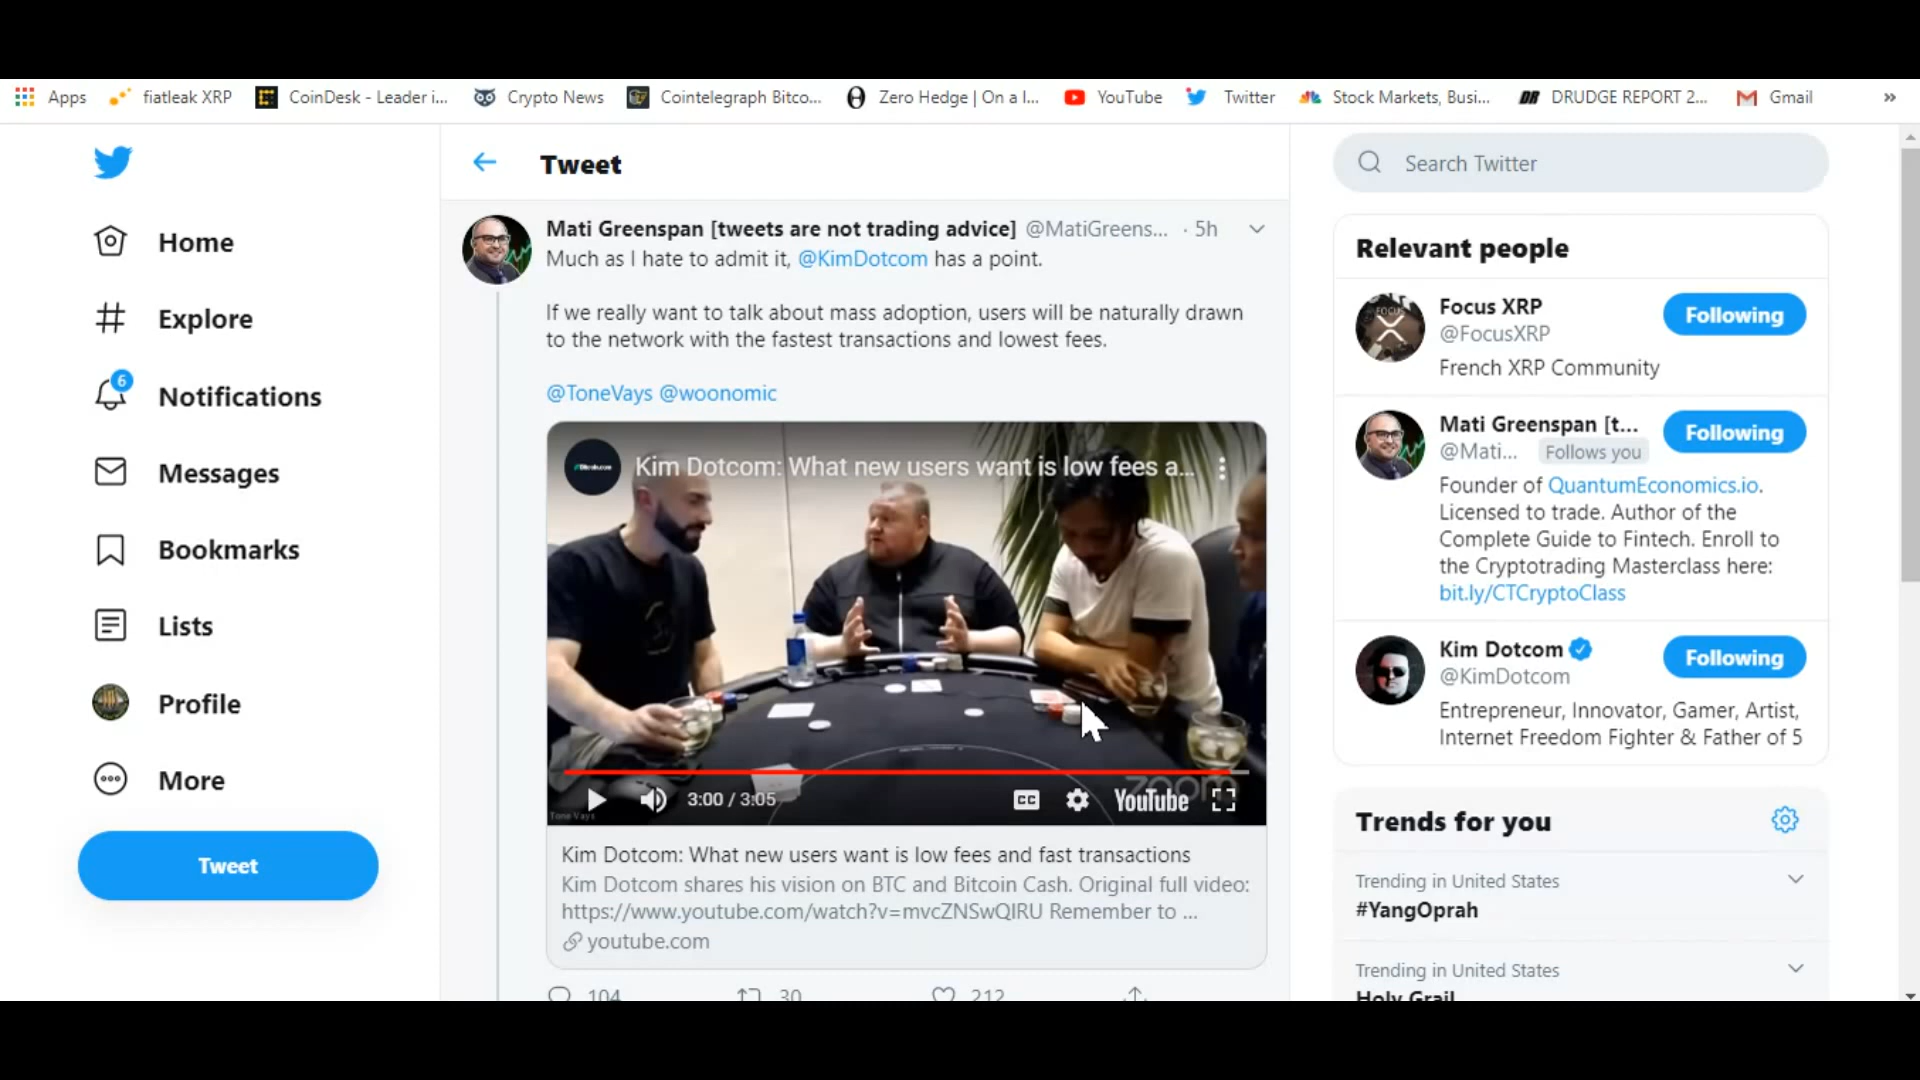 Apps
fiatleak XRP
CoinDesk - Leader i...
Crypto News
Cointelegraph Bitco...
Zero Hedge | On a l...
YouTube
Twitter
Stock Markets, Busi...
DR
DRUDGE REPORT 2...
Gmail
»
Home
Explore
6
Notifications
Messages
Bookmarks
Lists
Profile
More
Tweet
Tweet
Mati Greenspan [tweets are not trading advice] @MatiGreens... · 5h
Much as I hate to admit it, @KimDotcom has a point.
If we really want to talk about mass adoption, users will be naturally drawn
to the network with the fastest transactions and lowest fees.
@ToneVays @woonomic
Bitcoin.com
Kim Dotcom: What new users want is low fees a...
zoom
3:00 / 3:05
CC
YouTube
Tone Vays
Kim Dotcom: What new users want is low fees and fast transactions
Kim Dotcom shares his vision on BTC and Bitcoin Cash. Original full video:
https://www.youtube.com/watch?v=mvcZNSwQIRU Remember to ...
youtube.com
104
30
212
Search Twitter
Relevant people
FOCUS
Focus XRP
@FocusXRP
Following
French XRP Community
Mati Greenspan [t...
@Mati...
Follows you
Following
Founder of QuantumEconomics.io.
Licensed to trade. Author of the
Complete Guide to Fintech. Enroll to
the Cryptotrading Masterclass here:
bit.ly/CTCryptoClass
Kim Dotcom
@KimDotcom
Following
Entrepreneur, Innovator, Gamer, Artist,
Internet Freedom Fighter & Father of 5
Trends for you
Trending in United States
#YangOprah
Trending in United States
Holy Grail